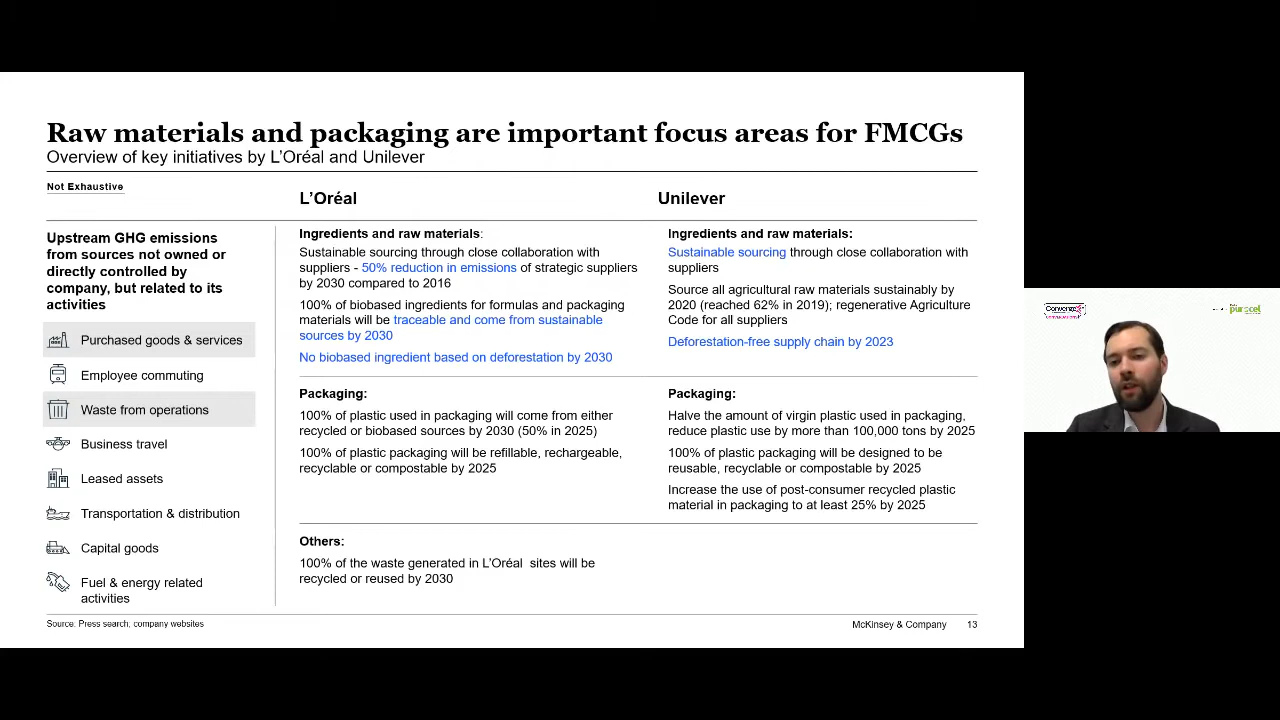 Raw materials and packaging are important focus areas for FMCGs
Overview of key initiatives by L’Oréal and Unilever
Not Exhaustive
L’Oréal
Unilever
Upstream GHG emissions
from sources not owned or
directly controlled by
company, but related to its
activities
Purchased goods & services
Employee commuting
Waste from operations
Business travel
Leased assets
Transportation & distribution
Capital goods
Fuel & energy related
activities
Ingredients and raw materials:
Sustainable sourcing through close collaboration with
suppliers - 50% reduction in emissions of strategic suppliers
by 2030 compared to 2016
100% of biobased ingredients for formulas and packaging
materials will be traceable and come from sustainable
sources by 2030
No biobased ingredient based on deforestation by 2030
Ingredients and raw materials:
Sustainable sourcing through close collaboration with
suppliers
Source all agricultural raw materials sustainably by
2020 (reached 62% in 2019); regenerative Agriculture
Code for all suppliers
Deforestation-free supply chain by 2023
Packaging:
100% of plastic used in packaging will come from either
recycled or biobased sources by 2030 (50% in 2025)
100% of plastic packaging will be refillable, rechargeable,
recyclable or compostable by 2025
Packaging:
Halve the amount of virgin plastic used in packaging,
reduce plastic use by more than 100,000 tons by 2025
100% of plastic packaging will be designed to be
reusable, recyclable or compostable by 2025
Increase the use of post-consumer recycled plastic
material in packaging to at least 25% by 2025
Others:
100% of the waste generated in L’Oréal  sites will be
recycled or reused by 2030
Source: Press search; company websites
McKinsey & Company
13
purocel